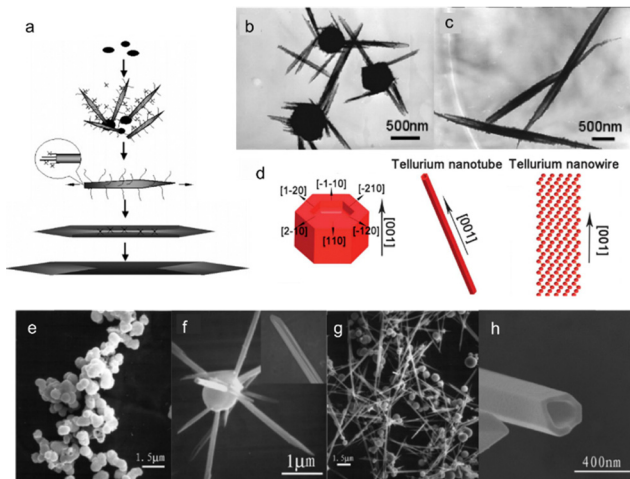 a
b
500nm
c
500nm
d
Tellurium nanotube
Tellurium nanowire
[1-20]
[-1-10]
[-210]
[2-10]
[110]
[-120]
[001]
[001]
[001]
e
1.5μm
f
1μm
g
1.5μm
h
400nm